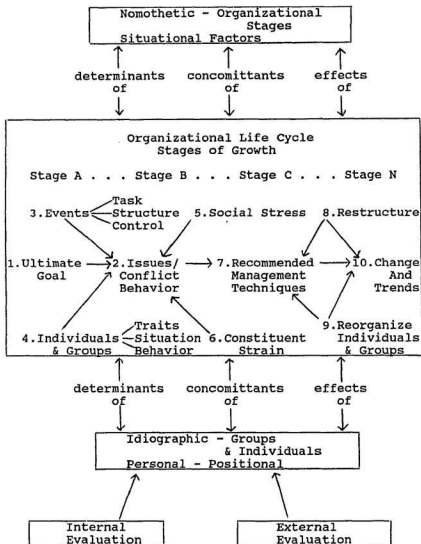 Nomothetic - Organizational
Stages
Situational Factors
determinants concomittants effects
of of of
Organizational Life Cycle
Stages of Growth
Stage A . . . Stage B . . . Stage C . . . Stage N
Task
3.Events Structure 5.Social Stress 8.Restructure
Control
1.Ultimate 2.Issues/ 7.Recommended 10.Change
Goal Conflict Management And
Behavior Techniques Trends
9.Reorganize
Traits Individuals
4.Individuals Situation 6.Constituent & Groups
& Groups Behavior Strain
determinants concomittants effects
of of of
Idiographic - Groups
& Individuals
Personal - Positional
Internal External
Evaluation Evaluation